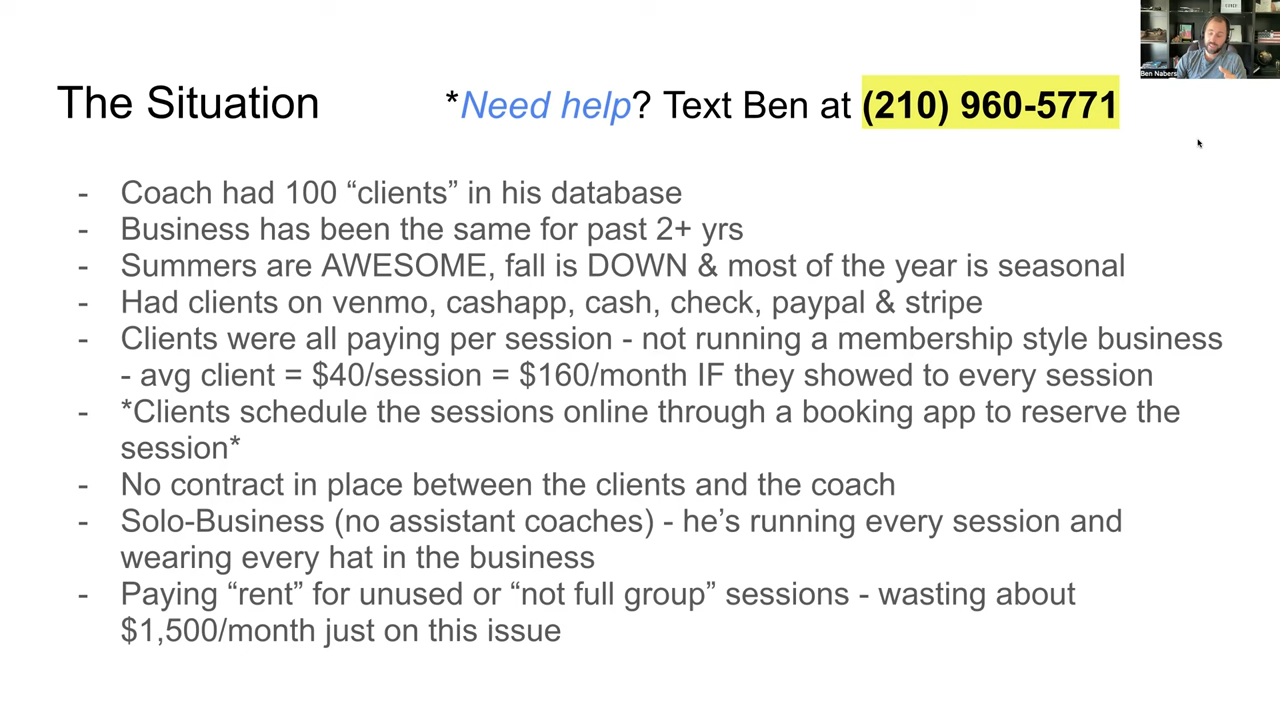 The Situation
*Need help? Text Ben at (210) 960-5771
Ben Nabers
- Coach had 100 “clients” in his database
- Business has been the same for past 2+ yrs
- Summers are AWESOME, fall is DOWN & most of the year is seasonal
- Had clients on venmo, cashapp, cash, check, paypal & stripe
- Clients were all paying per session - not running a membership style business
- avg client = $40/session = $160/month IF they showed to every session
- *Clients schedule the sessions online through a booking app to reserve the
session*
- No contract in place between the clients and the coach
- Solo-Business (no assistant coaches) - he’s running every session and
wearing every hat in the business
- Paying “rent” for unused or “not full group” sessions - wasting about
$1,500/month just on this issue